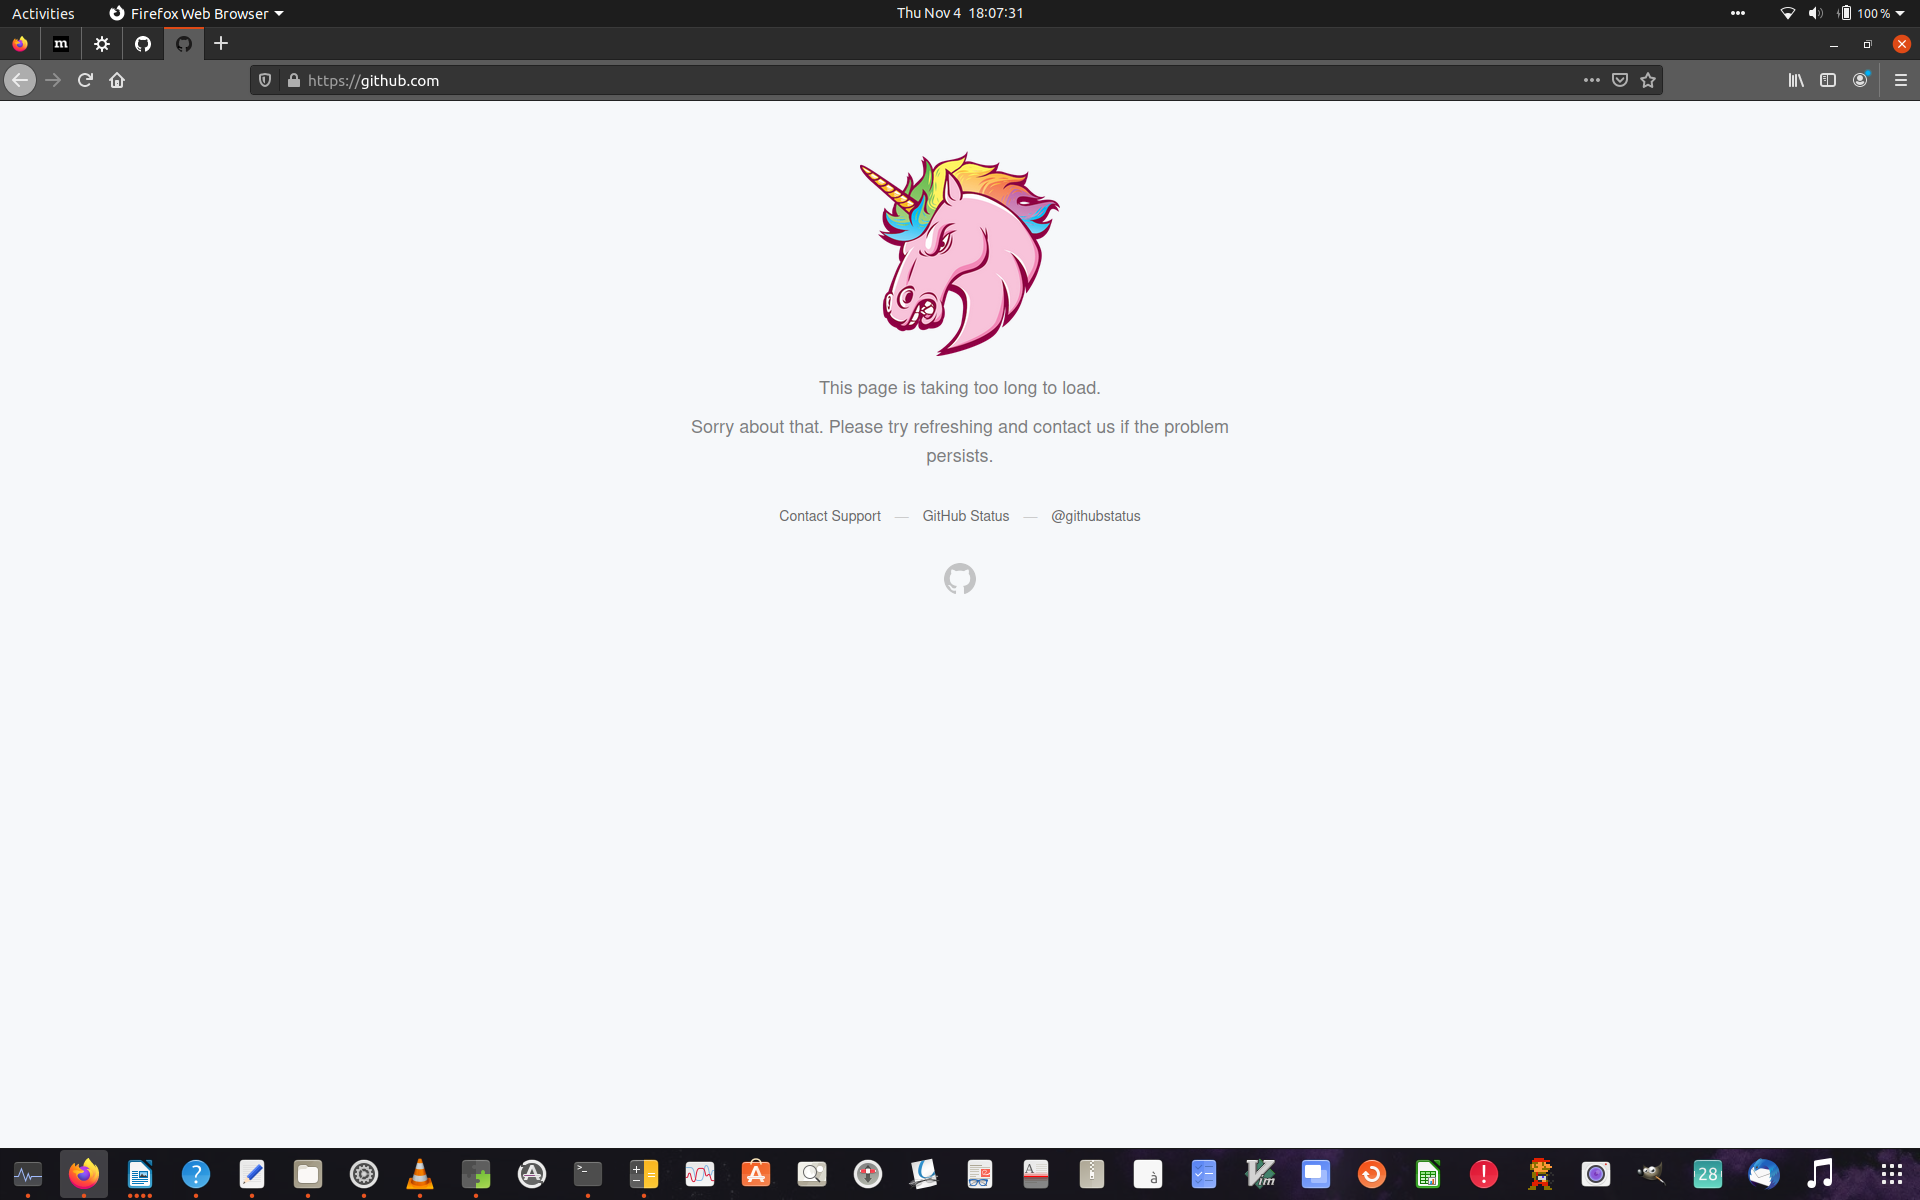 Activities
Firefox Web Browser
Thu Nov 4 18:07:31
100 %
m
https://github.com
This page is taking too long to load.
Sorry about that. Please try refreshing and contact us if the problem
persists.
Contact Support — GitHub Status — @githubstatus
?
>_
A
à
Vim
!
28